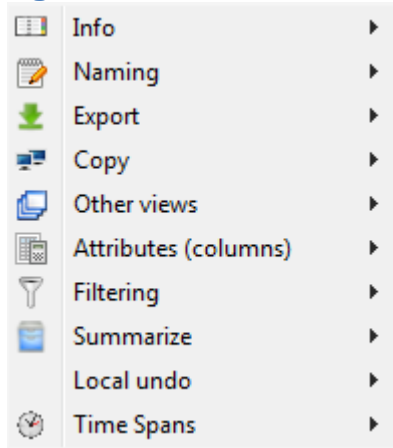 Info
Naming
Export
Copy
Other views
Attributes (columns)
Filtering
Summarize
Local undo
Time Spans